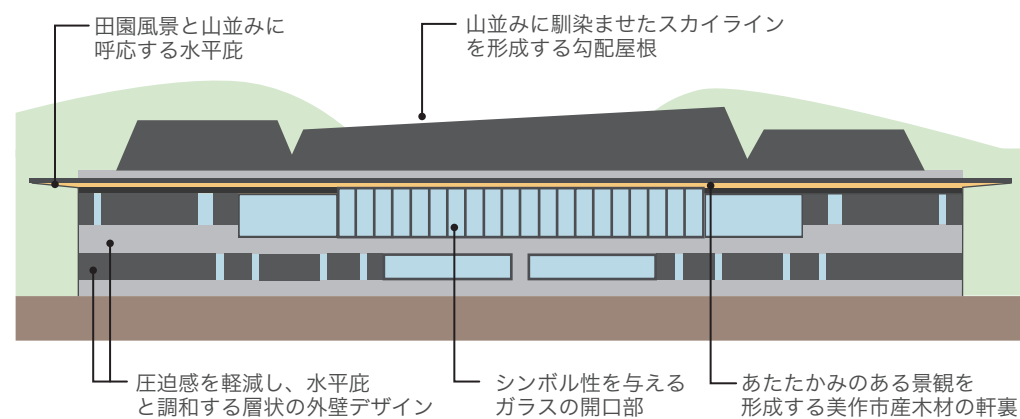 田園風景と山並みに
呼応する水平庇
山並みに馴染ませたスカイライン
を形成する勾配屋根
圧迫感を軽減し、水平庇
と調和する層状の外壁デザイン
シンボル性を与える
ガラスの開口部
あたたかみのある景観を
形成する美作市産木材の軒裏